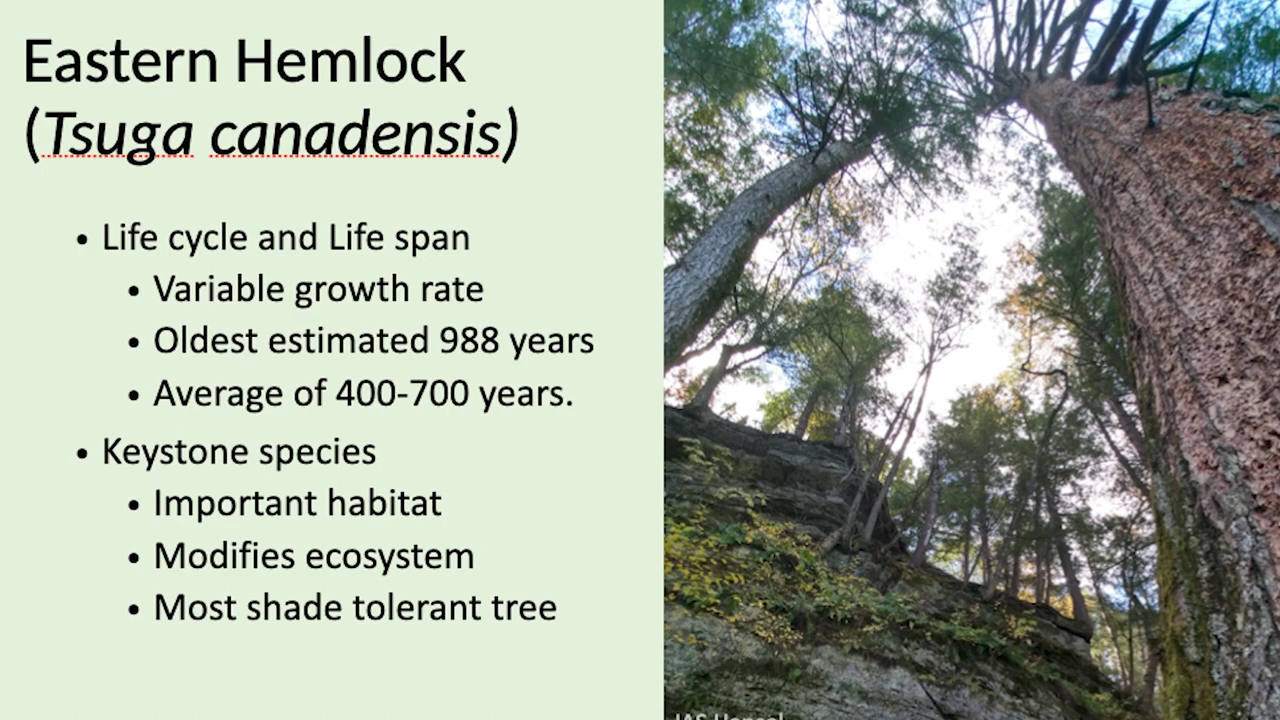 Eastern Hemlock
(Tsuga canadensis)
• Life cycle and Life span
• Variable growth rate
• Oldest estimated 988 years
• Average of 400-700 years.
• Keystone species
• Important habitat
• Modifies ecosystem
• Most shade tolerant tree